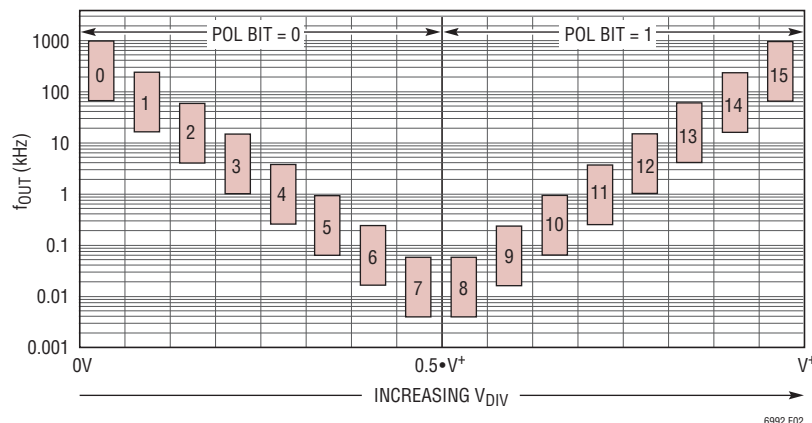 POL BIT = 0
POL BIT = 1
fOUT (kHz)
1000
100
10
1
0.1
0.01
0.001
0
1
2
3
4
5
6
7
8
9
10
11
12
13
14
15
0V
0.5•V+
V+
INCREASING VDIV
6992 F02